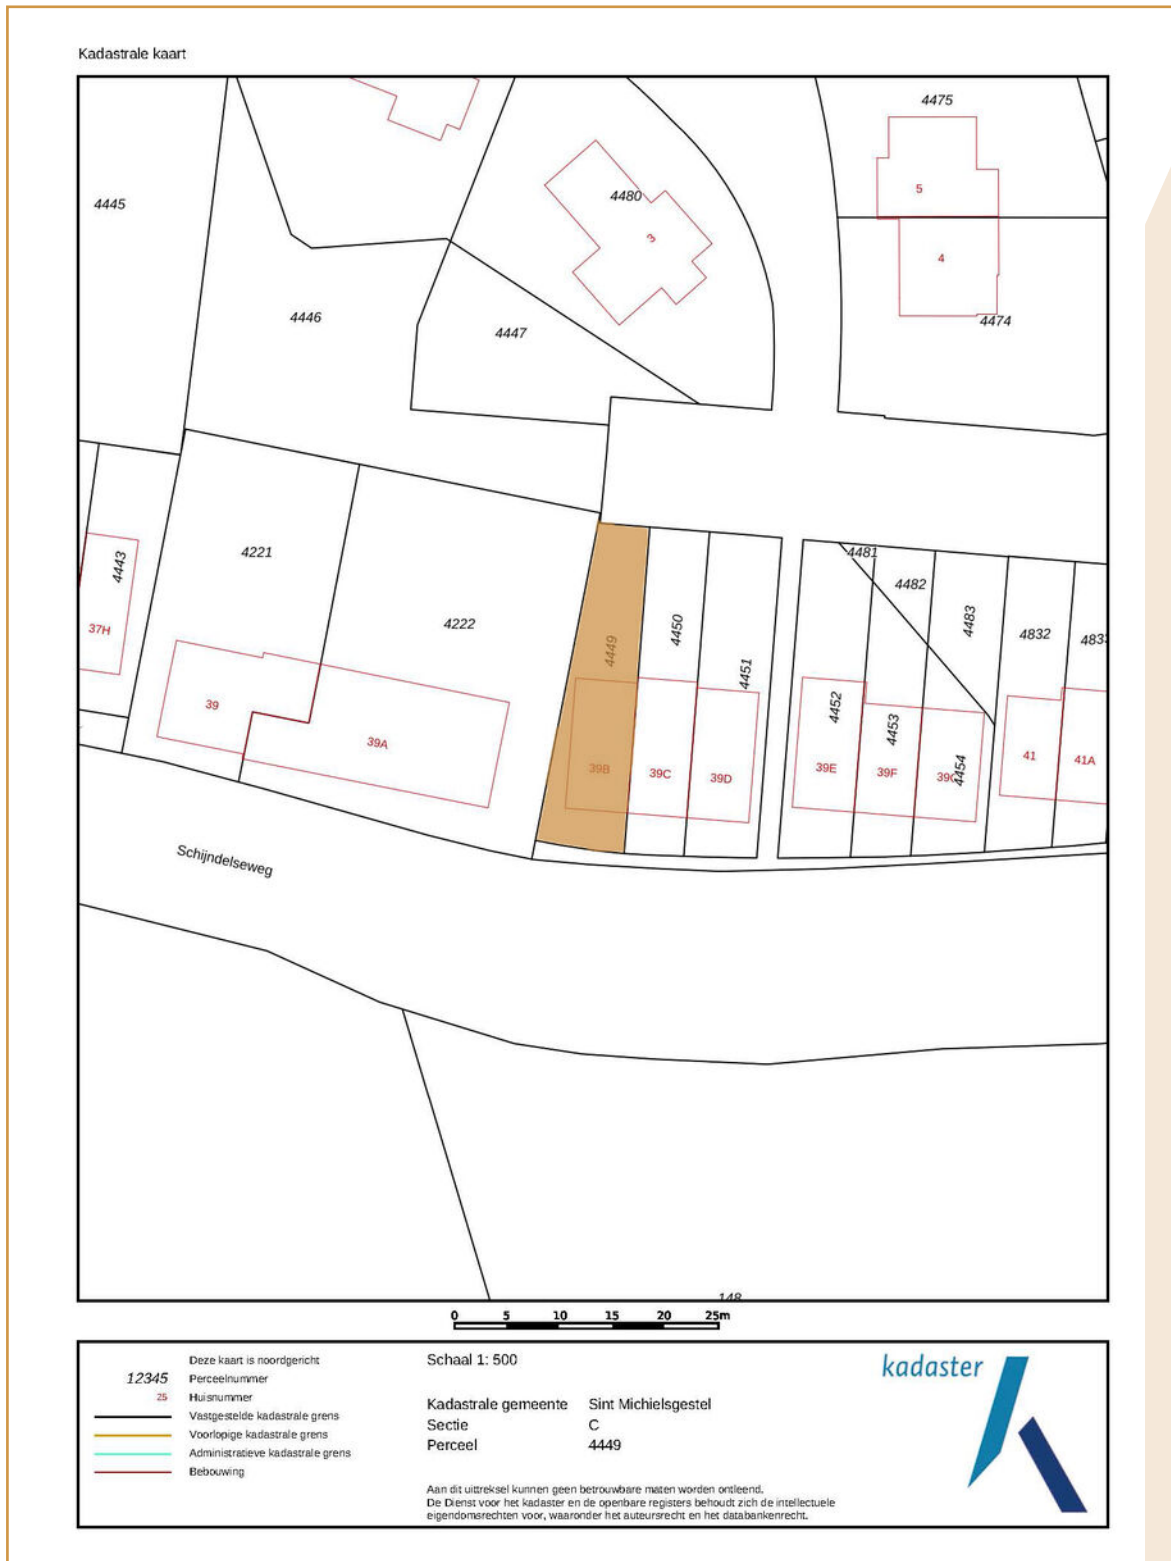 Kadastrale kaart
4475
4445
4480
5
3
4
4446
4447
4474
4443
4221
4481
4482
4222
4449
4450
4483
4832
4451
37H
39
4452
4453
39A
39B
39C
39D
39E
39F
4454
41
41A
Schijndelseweg
0 5 10 15 20 25m
Deze kaart is noordgericht
12345 Perceelnummer
25 Huisnummer
Vastgestelde kadastrale grens
Voorlopige kadastrale grens
Administratieve kadastrale grens
Bebouwing
Schaal 1: 500
Kadastrale gemeente Sint Michielsgestel
Sectie C
Perceel 4449
Aan dit uittreksel kunnen geen betrouwbare maten worden ontleend.
De Dienst voor het kadaster en de openbare registers behoudt zich de intellectuele
eigendomsrechten voor, waaronder het auteursrecht en het databankenrecht.
kadaster